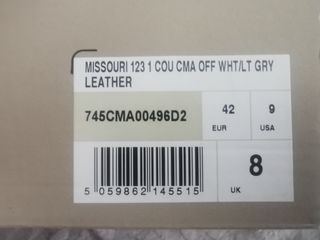 MISSOURI 123 1 COU CMA OFF WHT/LT GRY
LEATHER
745CMA00496D2
42
EUR
9
USA
8
UK
5 059862 145515